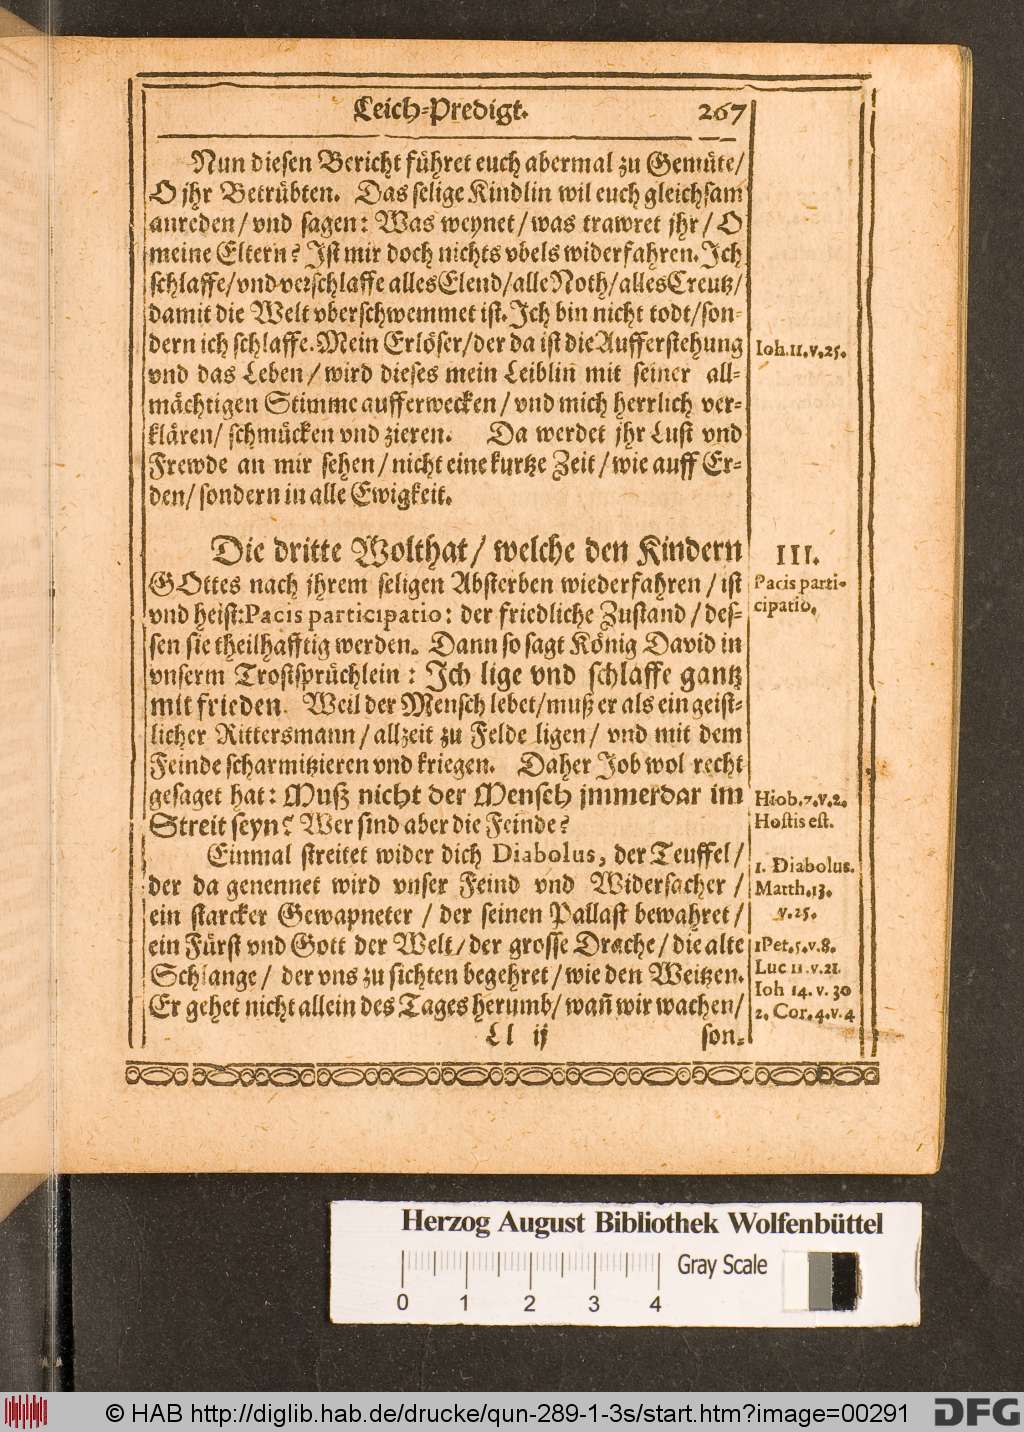 Leich-Predigt. 267
Nun diesen Bericht führet euch abermal zu Gemüte/
O jhr Betrübten. Das selige Kindlin wil euch gleichsam
anreden/ vnd sagen: Was weynet/ was trawret jhr/ O
meine Eltern? Ist mir doch nichts vbels widerfahren. Ich
schlaffe/ vnd verschlaffe alles Elend/ alle Noth/ alles Creutz/
damit die Welt vberschwemmet ist. Ich bin nicht todt/ son-
dern ich schlaffe. Mein Erlöser/ der da ist die Aufferstehung
vnd das Leben/ wird dieses mein Leiblin mit seiner all-
mächtigen Stimme aufferwecken/ vnd mich herrlich ver-
klären/ schmücken vnd zieren. Da werdet jhr Lust vnd
Frewde an mir sehen/ nicht eine kurtze Zeit/ wie auff Er-
den/ sondern in alle Ewigkeit.
Ioh. 11. v. 25.
Die dritte Wolthat/ welche den Kindern
GOttes nach jhrem seligen Absterben wiederfahren/ ist
vnd heist: Pacis participatio: der friedliche Zustand/ des-
sen sie theilhafftig werden. Dann so sagt König David in
vnserm Trostsprüchlein: Ich lige vnd schlaffe gantz
mit frieden. Weil der Mensch lebet/ muß er als ein geist-
licher Rittersmann/ allzeit zu Felde ligen/ vnd mit dem
Feinde scharmitzieren vnd kriegen. Daher Job wol recht
gesaget hat: Muß nicht der Mensch jmmerdar im
Streit seyn? Wer sind aber die Feinde?
III.
Pacis parti-
cipatio.
Hiob. 7. v. 2.
Hostis est.
Einmal streitet wider dich Diabolus, der Teuffel/
der da genennet wird vnser Feind vnd Widersacher/
ein starcker Gewapneter/ der seinen Pallast bewahret/
ein Fürst vnd Gott der Welt/ der grosse Drache/ die alte
Schlange/ der vns zu sichten begehret/ wie den Weitzen.
Er gehet nicht allein des Tages herumb/ wañ wir wachen/
1. Diabolus.
Matth. 13.
v. 25.
1 Pet. 5. v. 8.
Luc 11. v. 21.
Ioh 14. v. 30
2. Cor. 4. v. 4
Ll ij son-
Herzog August Bibliothek Wolfenbüttel
Gray Scale
0 1 2 3 4
© HAB http://diglib.hab.de/drucke/qun-289-1-3s/start.htm?image=00291
DFG